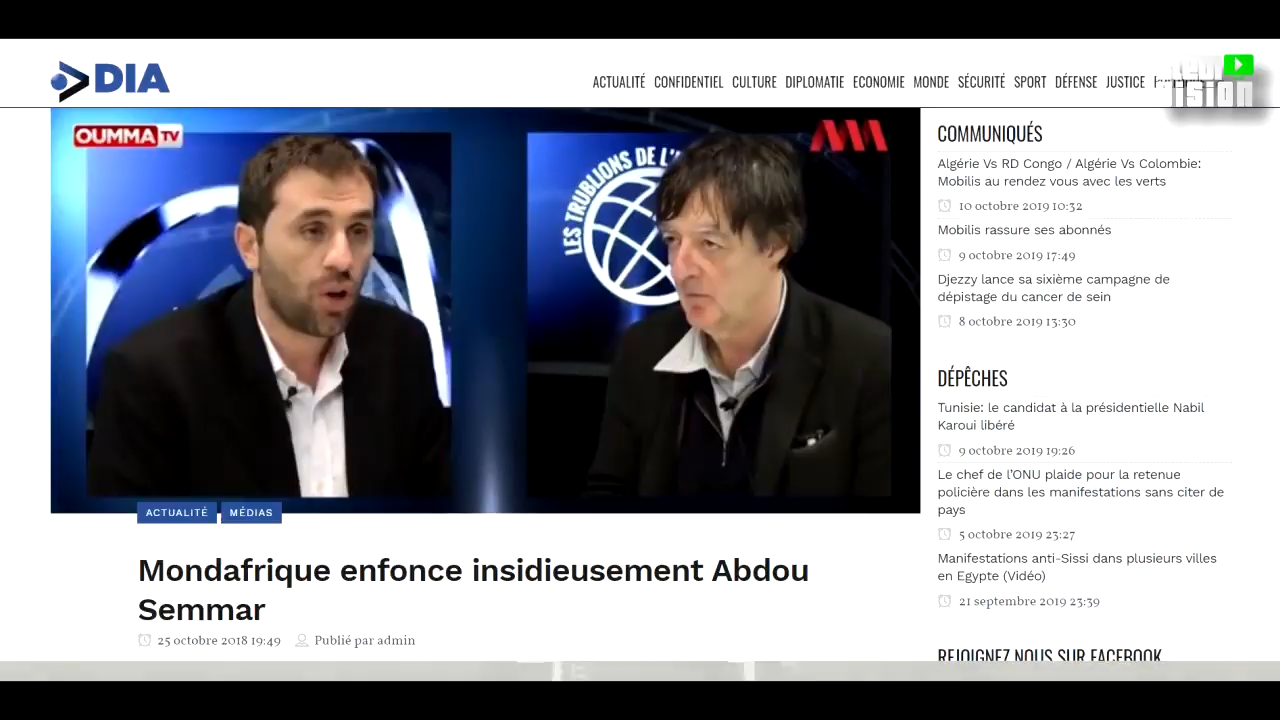 DIA
ACTUALITÉ CONFIDENTIEL CULTURE DIPLOMATIE ECONOMIE MONDE SÉCURITÉ SPORT DÉFENSE JUSTICE
OUMMA TV
LES TRUBLIONS DE L'
COMMUNIQUÉS
Algérie Vs RD Congo / Algérie Vs Colombie:
Mobilis au rendez vous avec les verts
10 octobre 2019 10:32
Mobilis rassure ses abonnés
9 octobre 2019 17:49
Djezzy lance sa sixième campagne de
dépistage du cancer de sein
8 octobre 2019 13:30
DÉPÊCHES
Tunisie: le candidat à la présidentielle Nabil
Karoui libéré
9 octobre 2019 19:26
Le chef de l'ONU plaide pour la retenue
policière dans les manifestations sans citer de
pays
5 octobre 2019 23:27
Manifestations anti-Sissi dans plusieurs villes
en Egypte (Vidéo)
21 septembre 2019 23:39
REJOIGNEZ NOUS SUR FACEBOOK
ACTUALITÉ MÉDIAS
Mondafrique enfonce insidieusement Abdou
Semmar
25 octobre 2018 19:49 Publié par admin